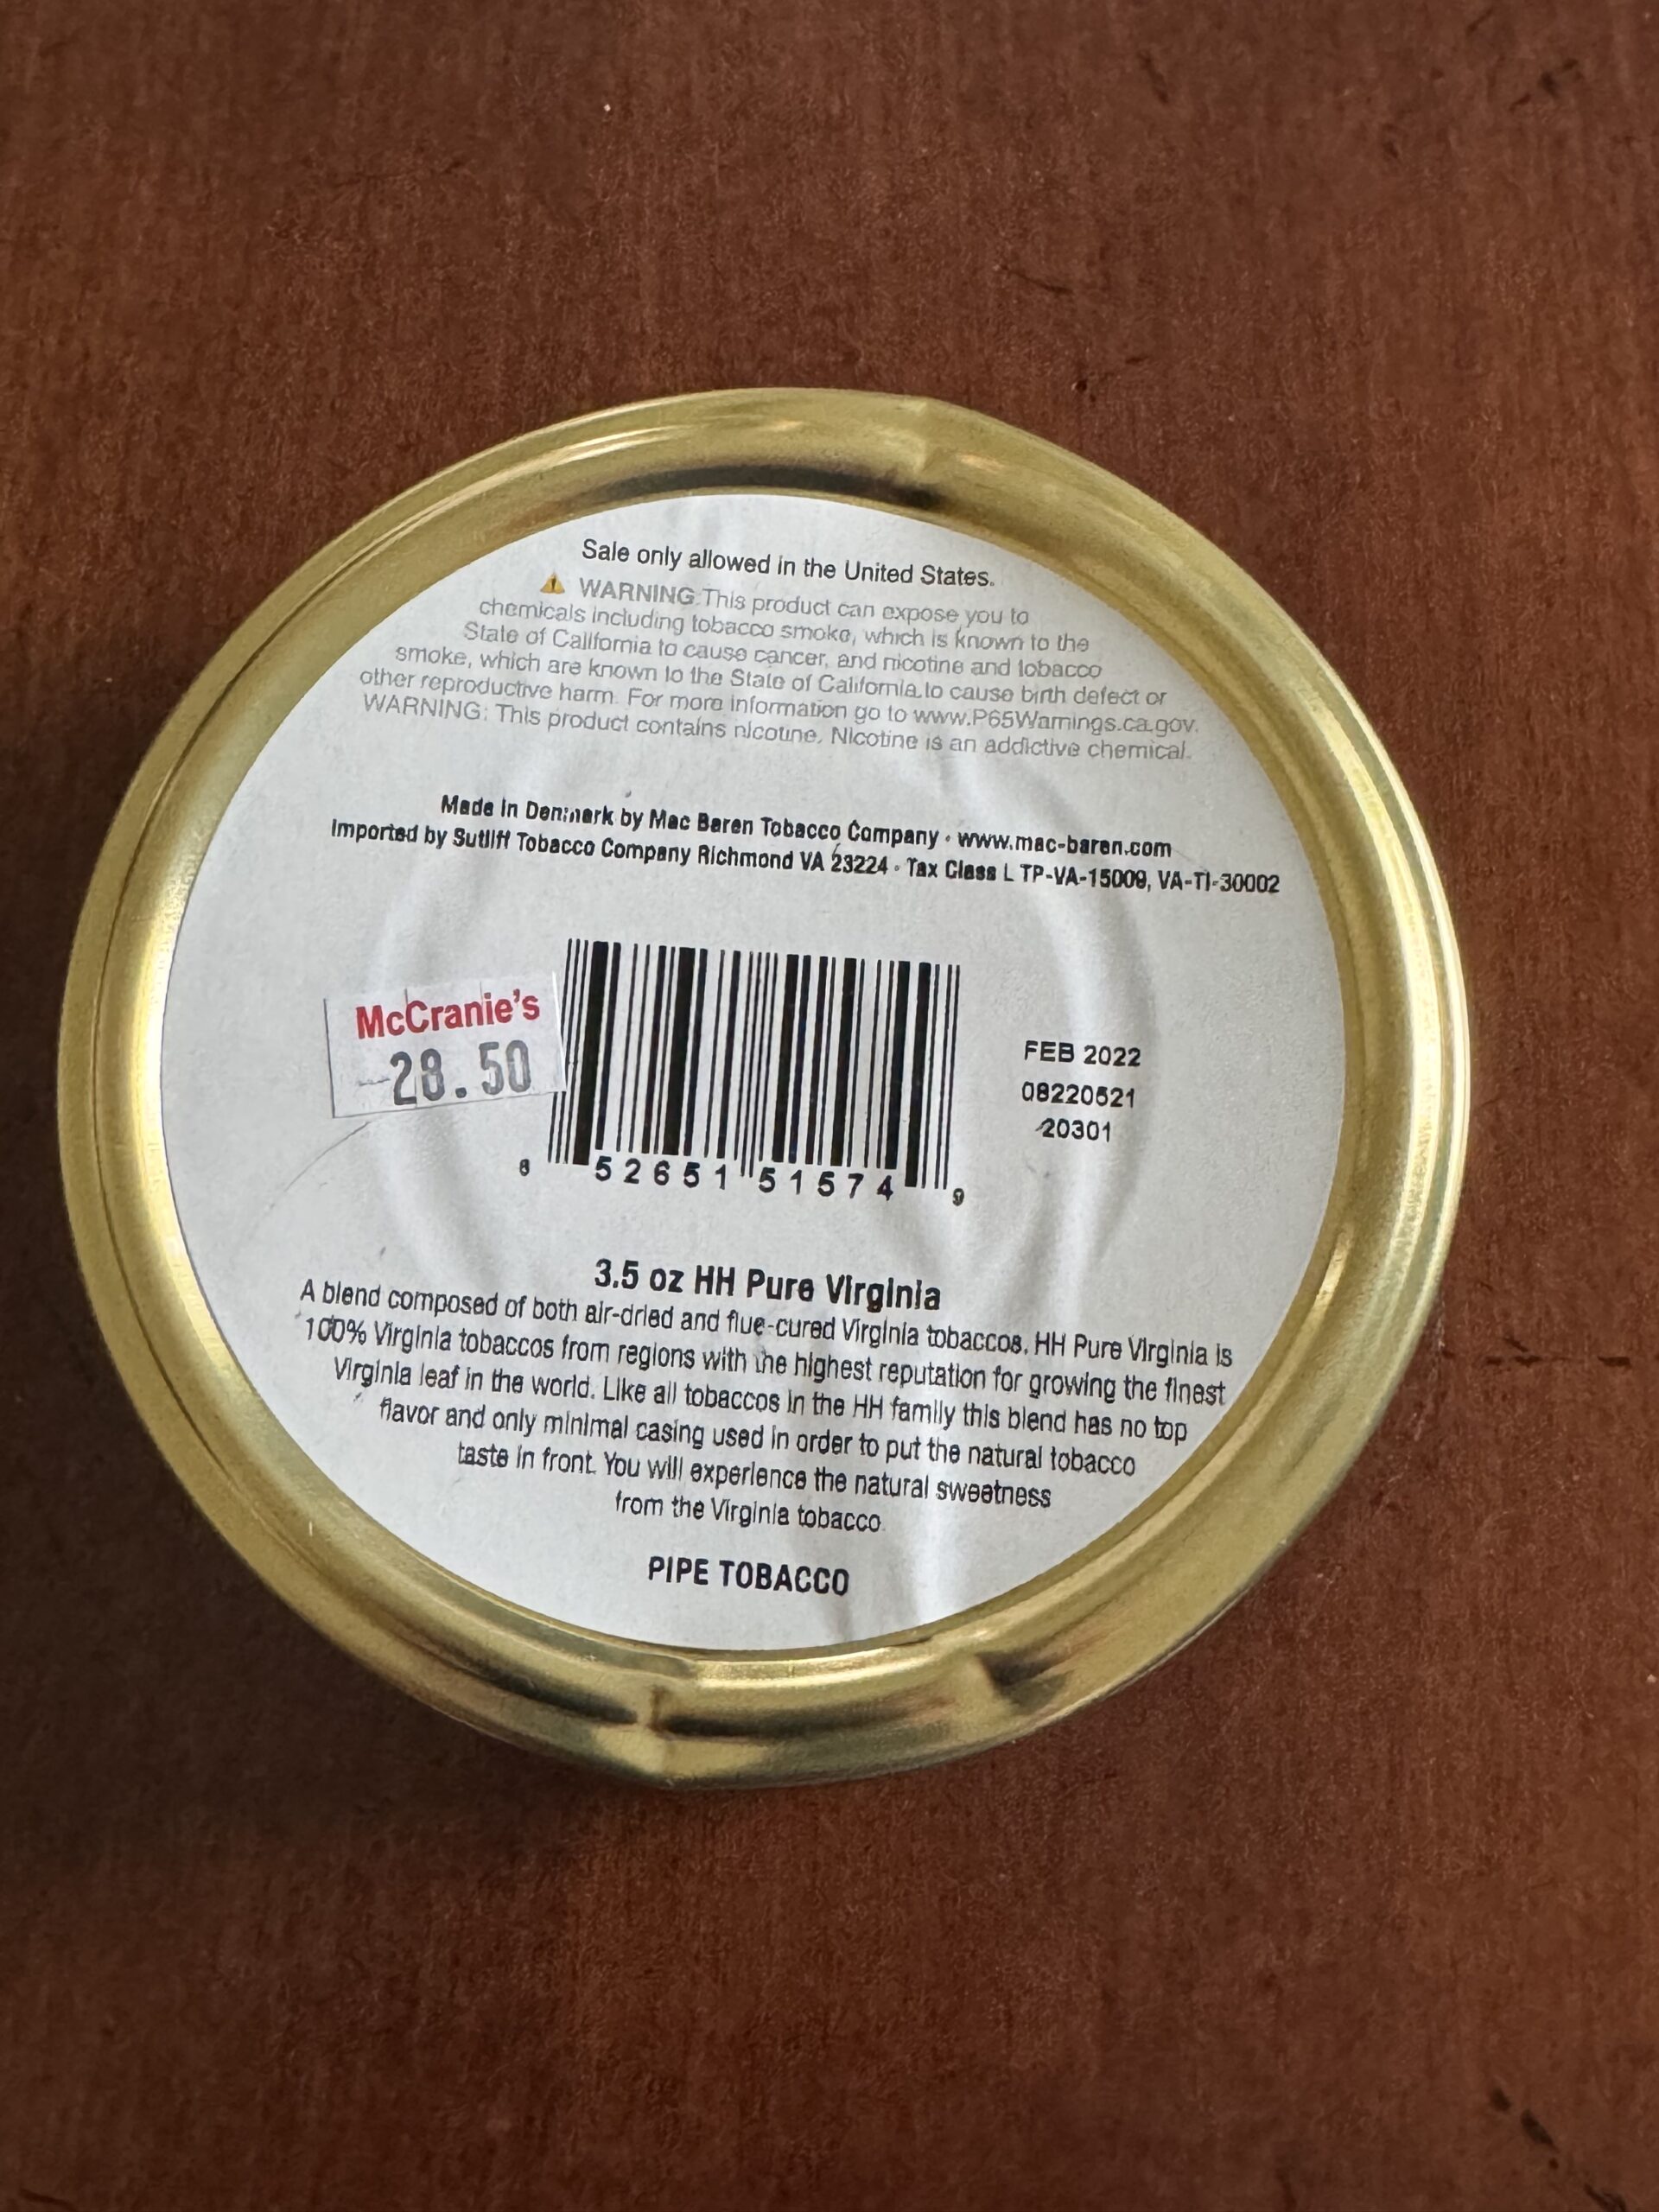 Sale only allowed in the United States.
⚠ WARNING: This product can expose you to
chemicals including tobacco smoke, which is known to the
State of California to cause cancer, and nicotine and tobacco
smoke, which are known to the State of California to cause birth defect or
other reproductive harm. For more information go to www.P65Warnings.ca.gov.
WARNING: This product contains nicotine. Nicotine is an addictive chemical.
Made in Denmark by Mac Baren Tobacco Company • www.mac-baren.com
Imported by Sutliff Tobacco Company Richmond VA 23224 • Tax Class L TP-VA-15009, VA-TI-30002
McCranie's
28.50
FEB 2022
08220521
20301
6 52651 51574 9
3.5 oz HH Pure Virginia
A blend composed of both air-dried and flue-cured Virginia tobaccos. HH Pure Virginia is
100% Virginia tobaccos from regions with the highest reputation for growing the finest
Virginia leaf in the world. Like all tobaccos in the HH family this blend has no top
flavor and only minimal casing used in order to put the natural tobacco
taste in front. You will experience the natural sweetness
from the Virginia tobacco.
PIPE TOBACCO